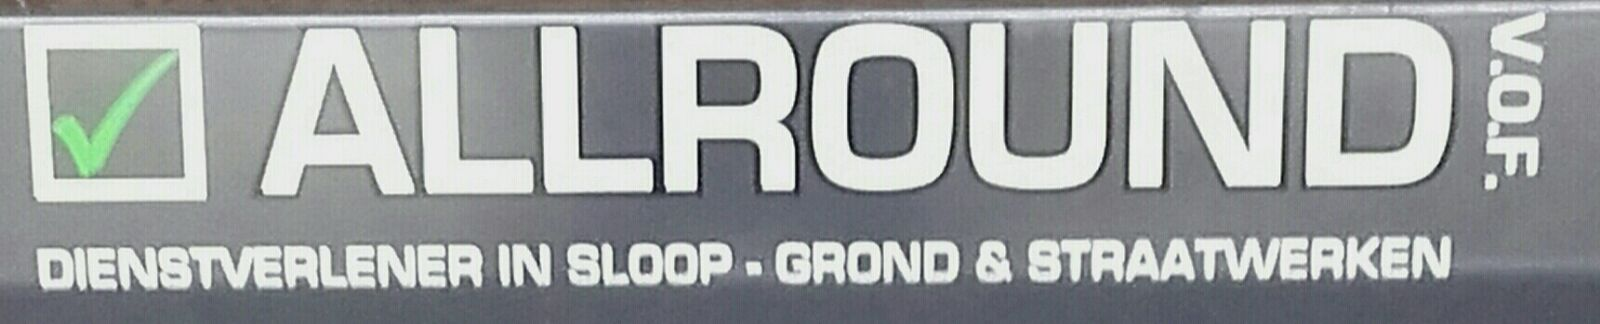 ALLROUND V.O.F.
DIENSTVERLENER IN SLOOP - GROND & STRAATWERKEN